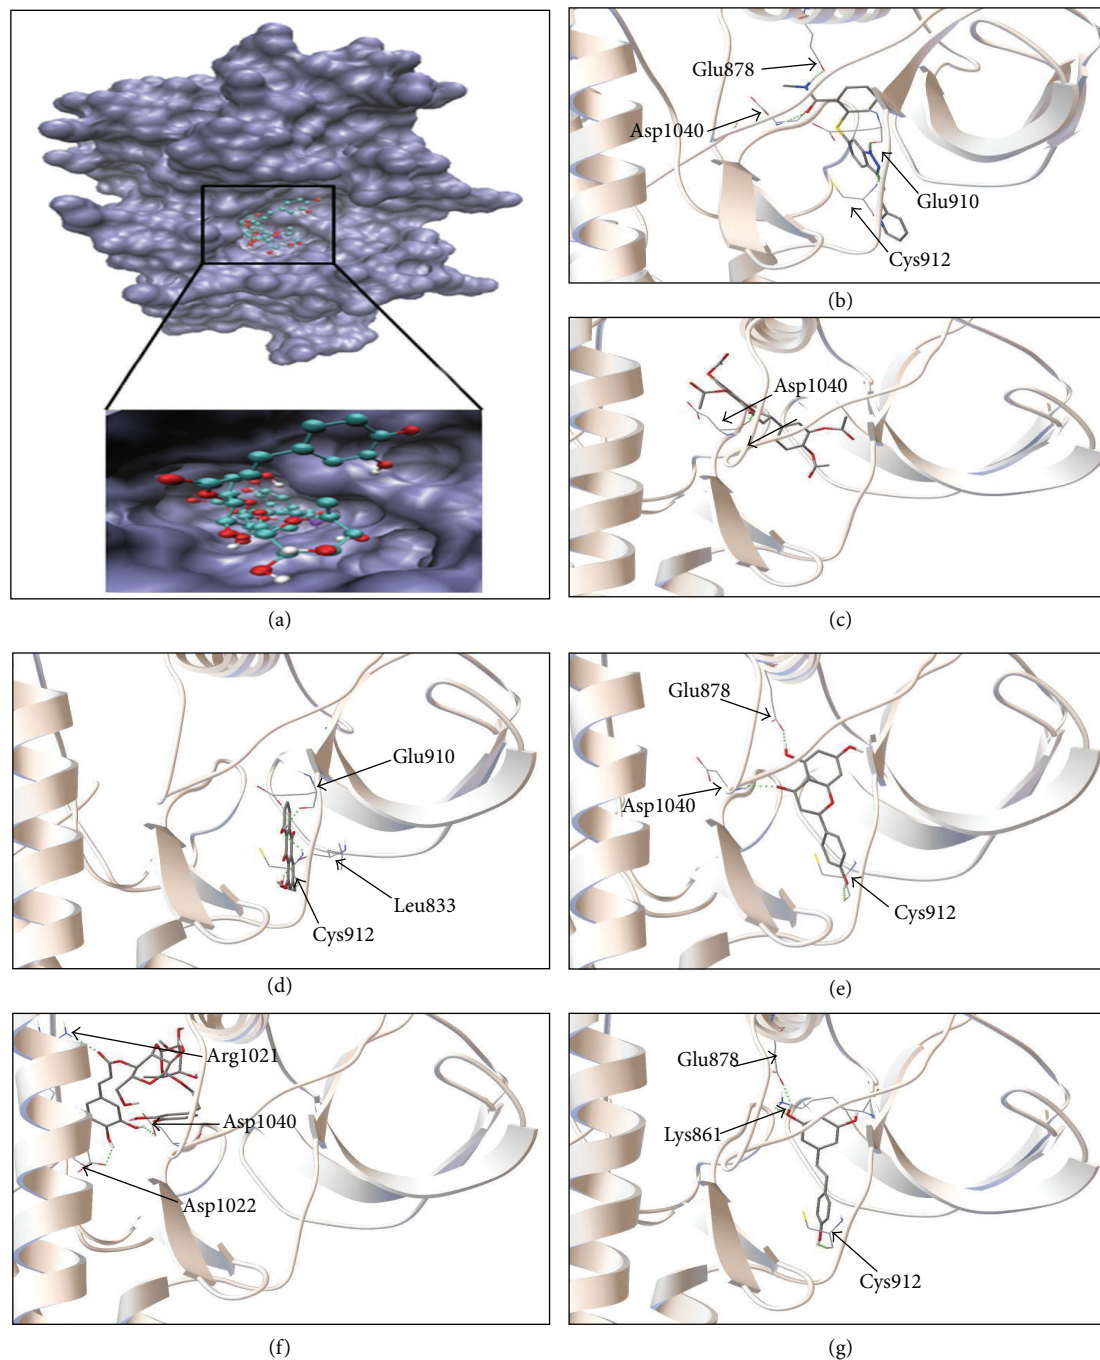 Glu878
Asp1040
Glu910
Cys912
(b)
Asp1040
(a)
(c)
Glu910
Leu833
Cys912
(d)
Glu878
Asp1040
Cys912
(e)
Arg1021
Asp1040
Asp1022
(f)
Glu878
Lys861
Cys912
(g)